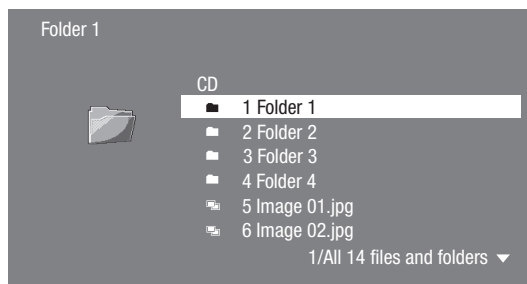 Folder 1
CD
1 Folder 1
2 Folder 2
3 Folder 3
4 Folder 4
5 Image 01.jpg
6 Image 02.jpg
1/All 14 files and folders